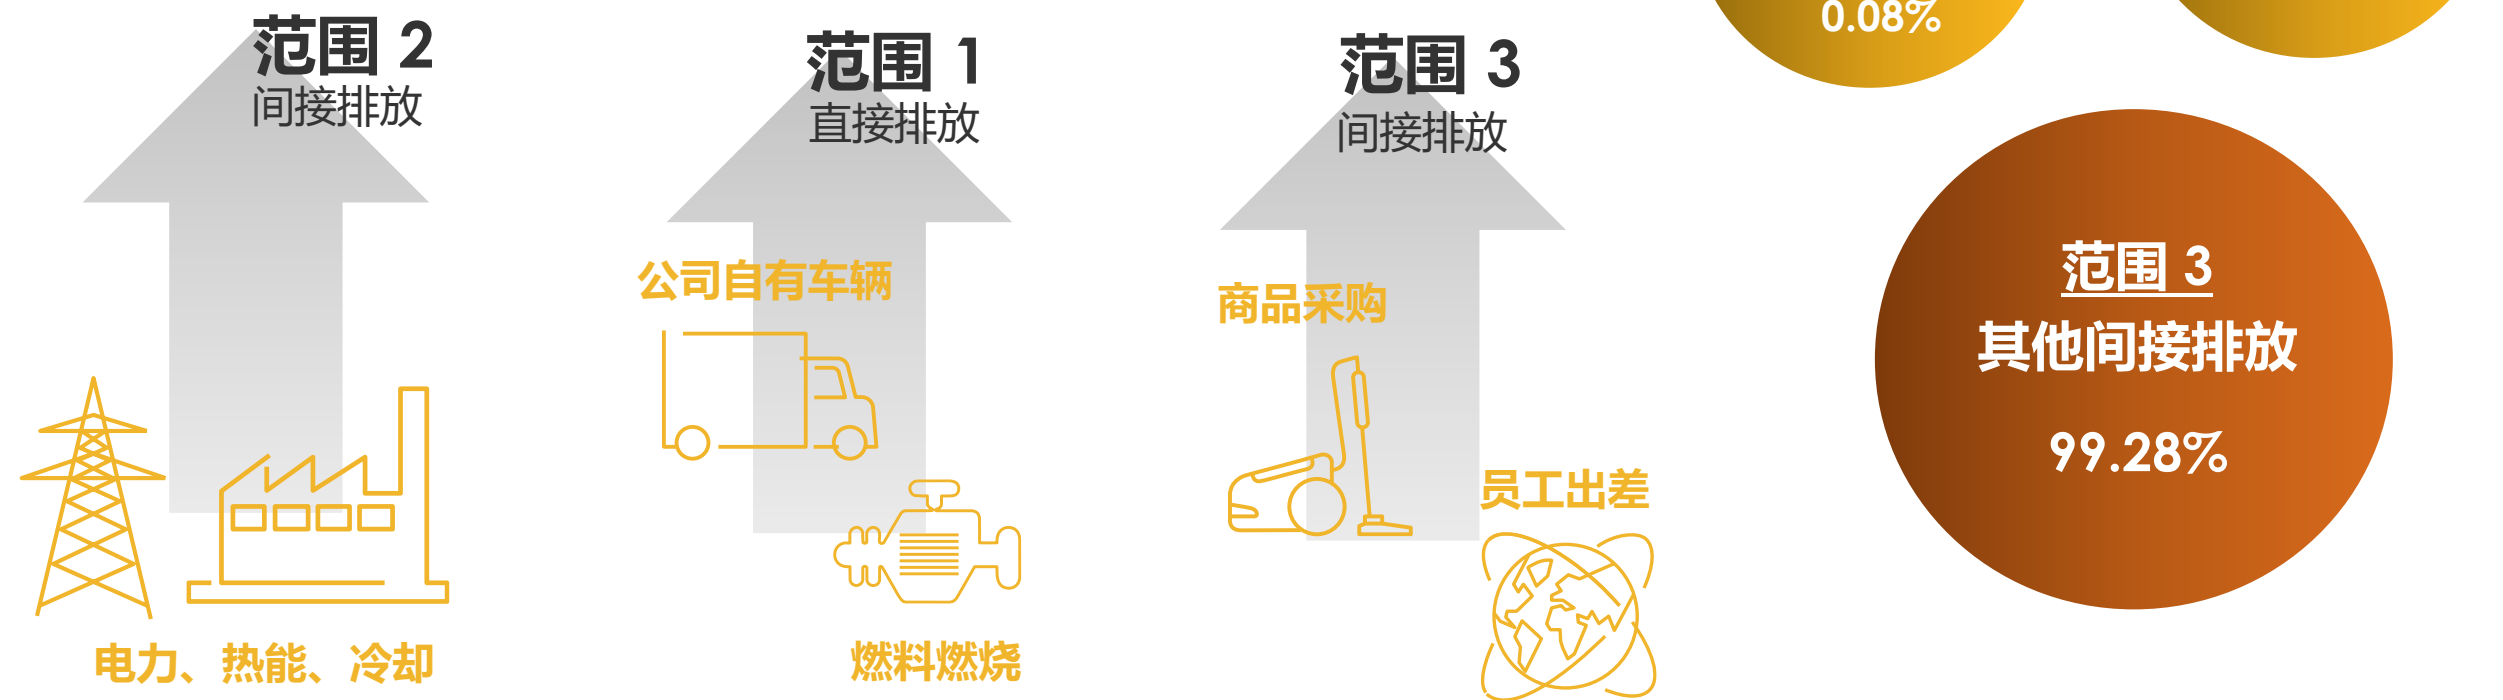 范围 2
间接排放
电力、热能、冷却
范围 1
直接排放
公司自有车辆
燃料燃烧
范围 3
间接排放
商品采购
员工出差
0.08%
范围 3
其他间接排放
99.28%